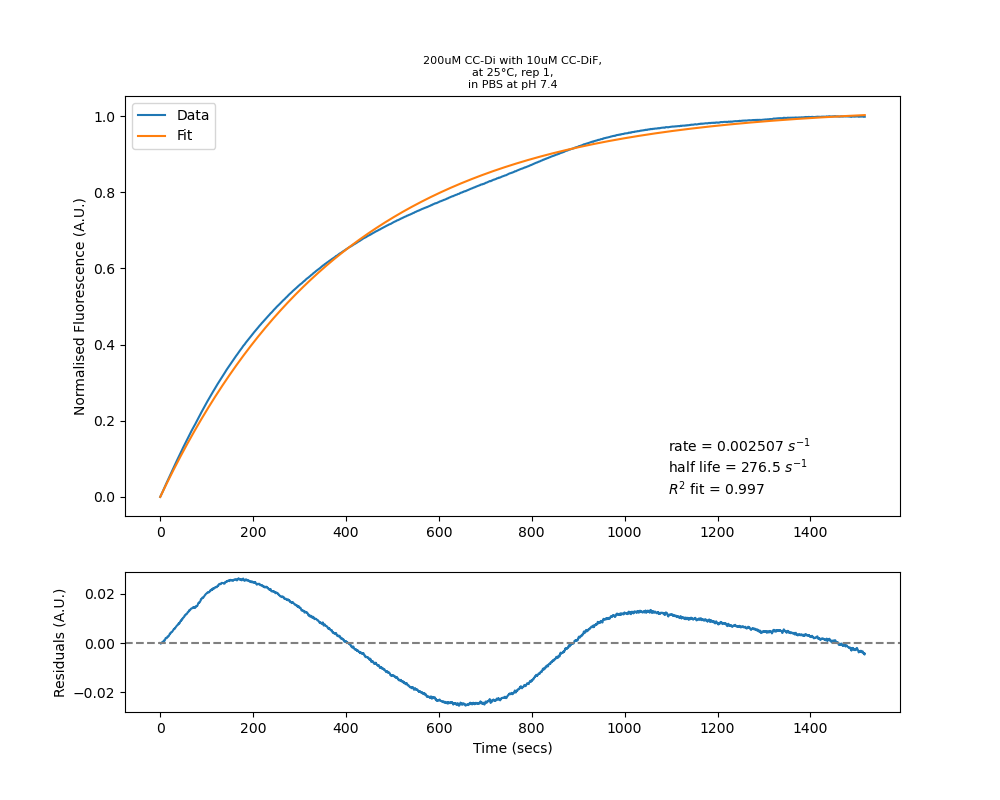 200uM CC-Di with 10uM CC-DiF,
at 25°C, rep 1,
in PBS at pH 7.4
Data
Fit
Normalised Fluorescence (A.U.)
1.0
0.8
0.6
0.4
0.2
0.0
rate = 0.002507 s⁻¹
half life = 276.5 s⁻¹
R² fit = 0.997
0 200 400 600 800 1000 1200 1400
Residuals (A.U.)
0.02
0.00
−0.02
0 200 400 600 800 1000 1200 1400
Time (secs)